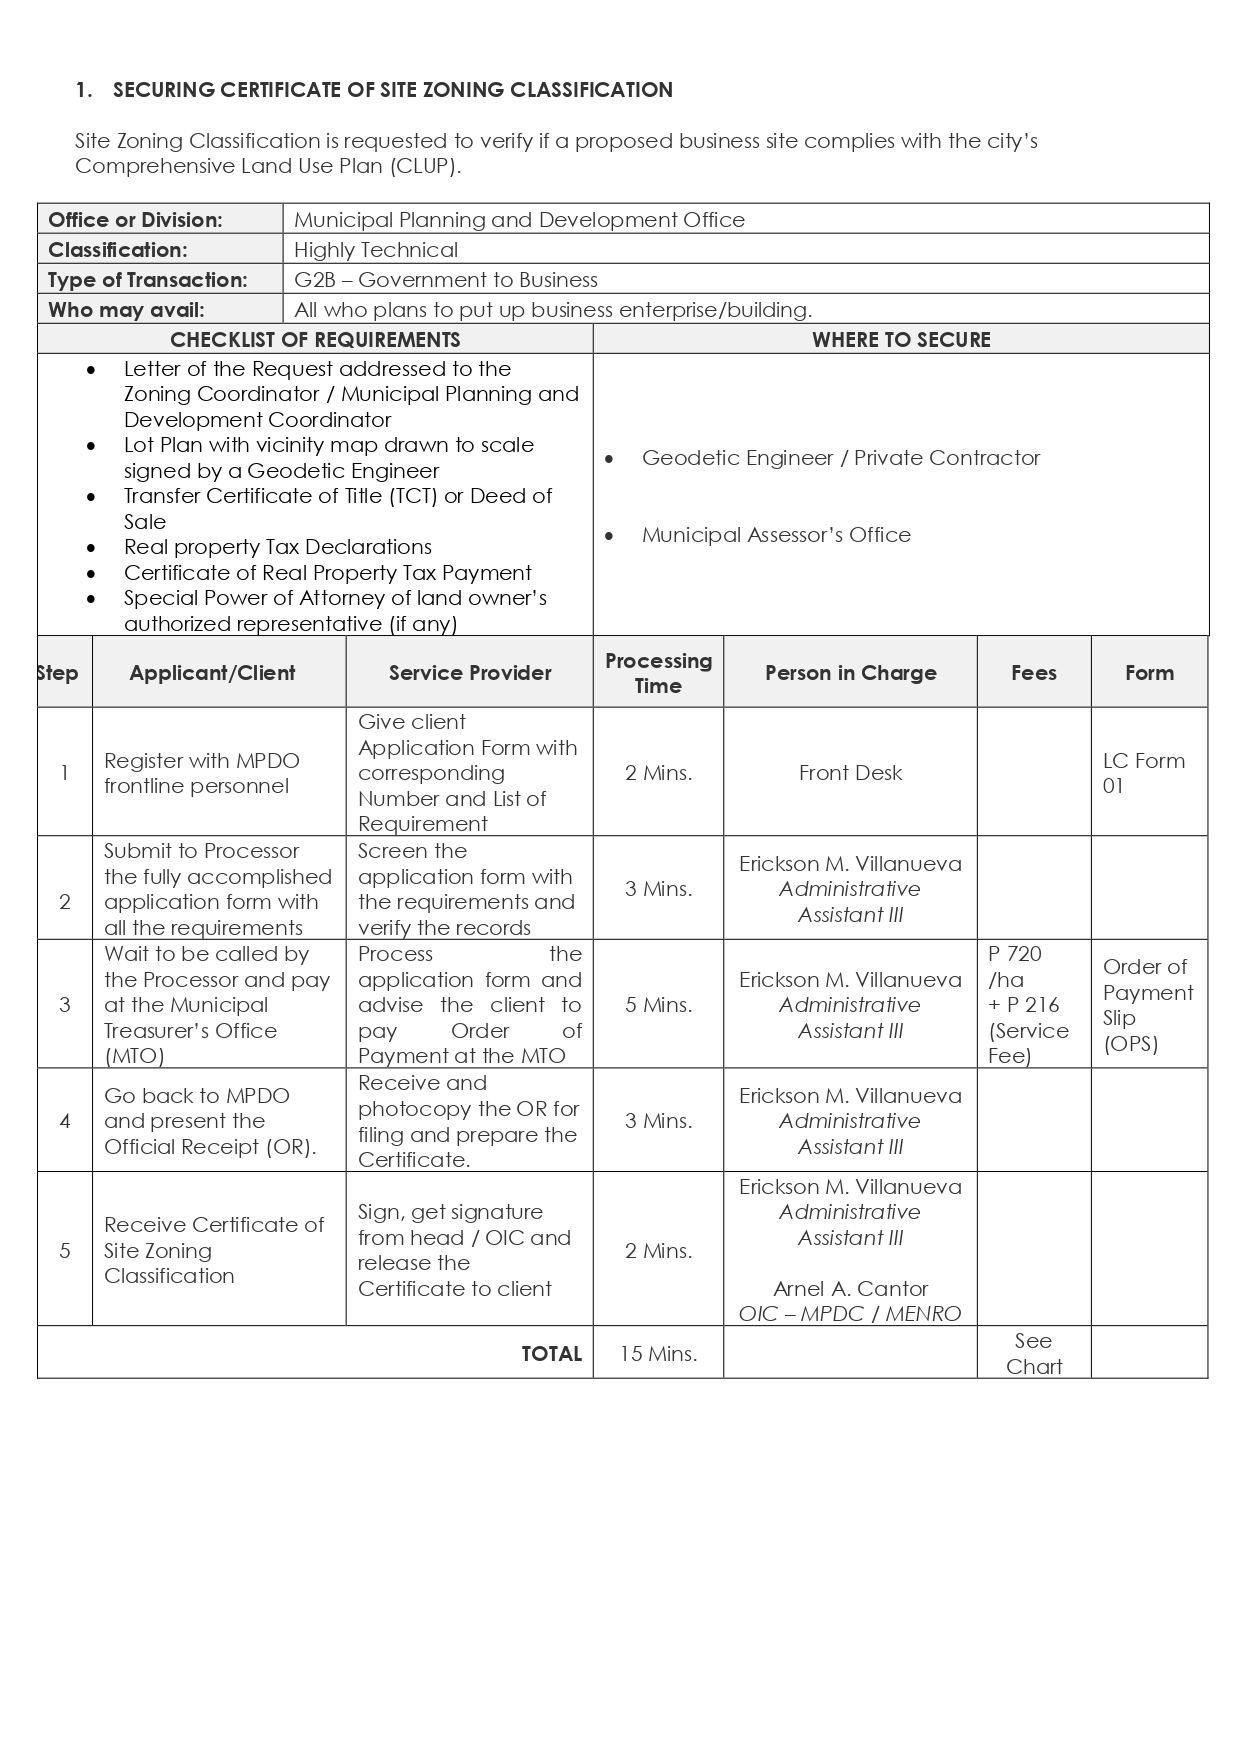 1. SECURING CERTIFICATE OF SITE ZONING CLASSIFICATION
Site Zoning Classification is requested to verify if a proposed business site complies with the city’s
Comprehensive Land Use Plan (CLUP).
Office or Division: Municipal Planning and Development Office
Classification: Highly Technical
Type of Transaction: G2B – Government to Business
Who may avail: All who plans to put up business enterprise/building.
CHECKLIST OF REQUIREMENTS WHERE TO SECURE
• Letter of the Request addressed to the
Zoning Coordinator / Municipal Planning and
Development Coordinator
• Lot Plan with vicinity map drawn to scale
signed by a Geodetic Engineer
• Transfer Certificate of Title (TCT) or Deed of
Sale
• Real property Tax Declarations
• Certificate of Real Property Tax Payment
• Special Power of Attorney of land owner’s
authorized representative (if any)
• Geodetic Engineer / Private Contractor
• Municipal Assessor’s Office
Step Applicant/Client Service Provider Processing
Time Person in Charge Fees Form
1
Register with MPDO
frontline personnel
Give client
Application Form with
corresponding
Number and List of
Requirement
2 Mins.
Front Desk
LC Form
01
2
Submit to Processor
the fully accomplished
application form with
all the requirements
Screen the
application form with
the requirements and
verify the records
3 Mins.
Erickson M. Villanueva
Administrative
Assistant III
3
Wait to be called by
the Processor and pay
at the Municipal
Treasurer’s Office
(MTO)
Process the
application form and
advise the client to
pay Order of
Payment at the MTO
5 Mins.
Erickson M. Villanueva
Administrative
Assistant III
P 720
/ha
+ P 216
(Service
Fee)
Order of
Payment
Slip
(OPS)
4
Go back to MPDO
and present the
Official Receipt (OR).
Receive and
photocopy the OR for
filing and prepare the
Certificate.
3 Mins.
Erickson M. Villanueva
Administrative
Assistant III
5
Receive Certificate of
Site Zoning
Classification
Sign, get signature
from head / OIC and
release the
Certificate to client
2 Mins.
Erickson M. Villanueva
Administrative
Assistant III
Arnel A. Cantor
OIC – MPDC / MENRO
TOTAL 15 Mins. See
Chart